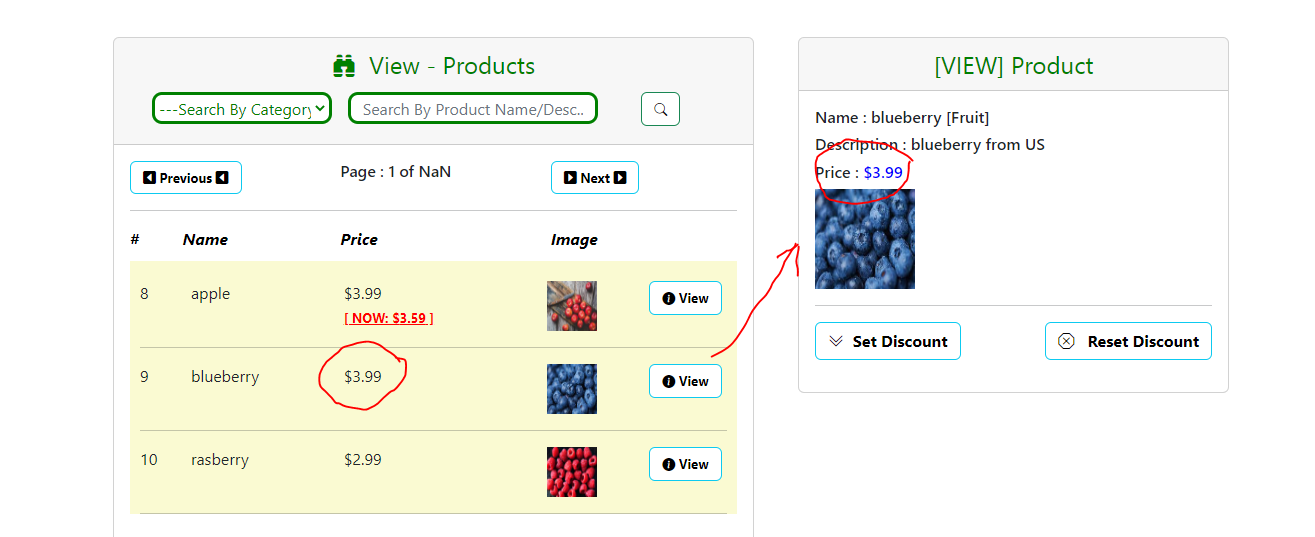 View - Products
---Search By Category
Search By Product Name/Desc..
Previous
Page : 1 of NaN
Next
# Name Price Image
8 apple $3.99 View
[ NOW: $3.59 ]
9 blueberry $3.99 View
10 rasberry $2.99 View
[VIEW] Product
Name : blueberry [Fruit]
Description : blueberry from US
Price : $3.99
Set Discount
Reset Discount